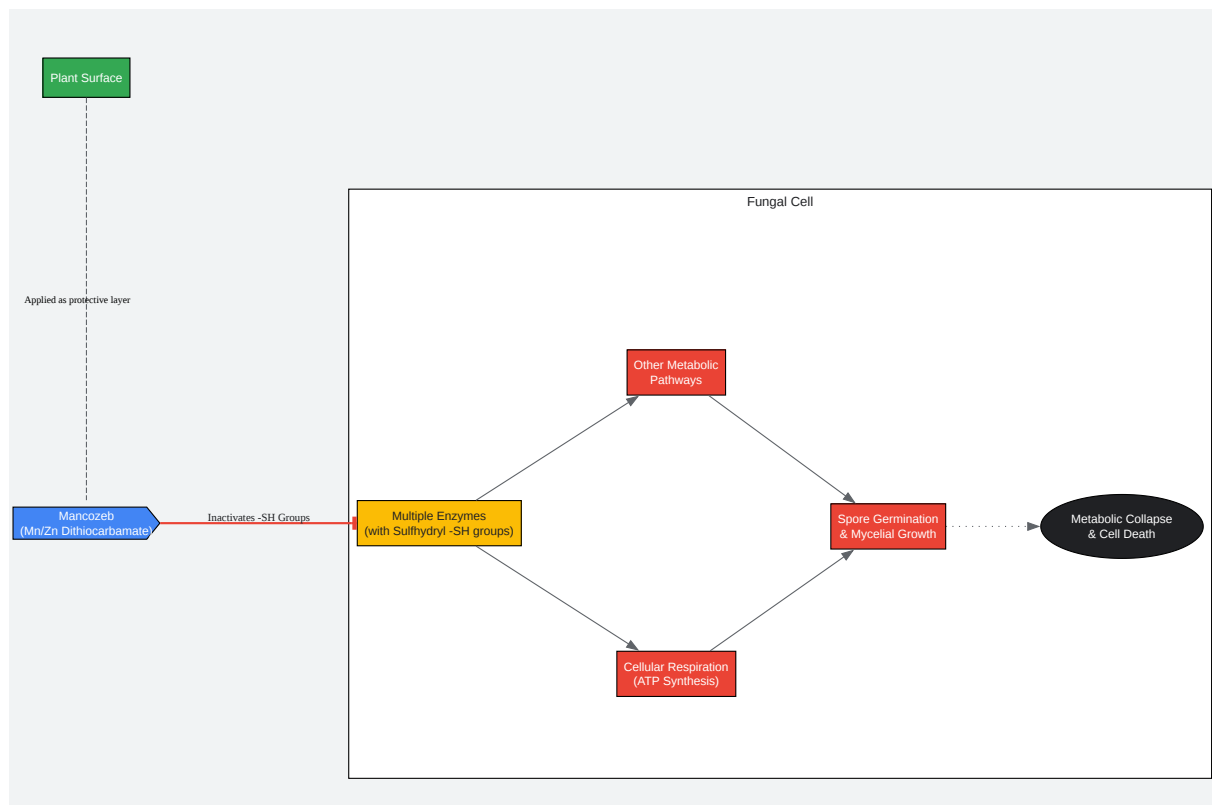 Plant Surface
Fungal Cell
Applied as protective layer
Other Metabolic
Pathways
Mancozeb
(Mn/Zn Dithiocarbamate)
Inactivates -SH Groups
Multiple Enzymes
(with Sulfhydryl -SH groups)
Spore Germination
& Mycelial Growth
Metabolic Collapse
& Cell Death
Cellular Respiration
(ATP Synthesis)